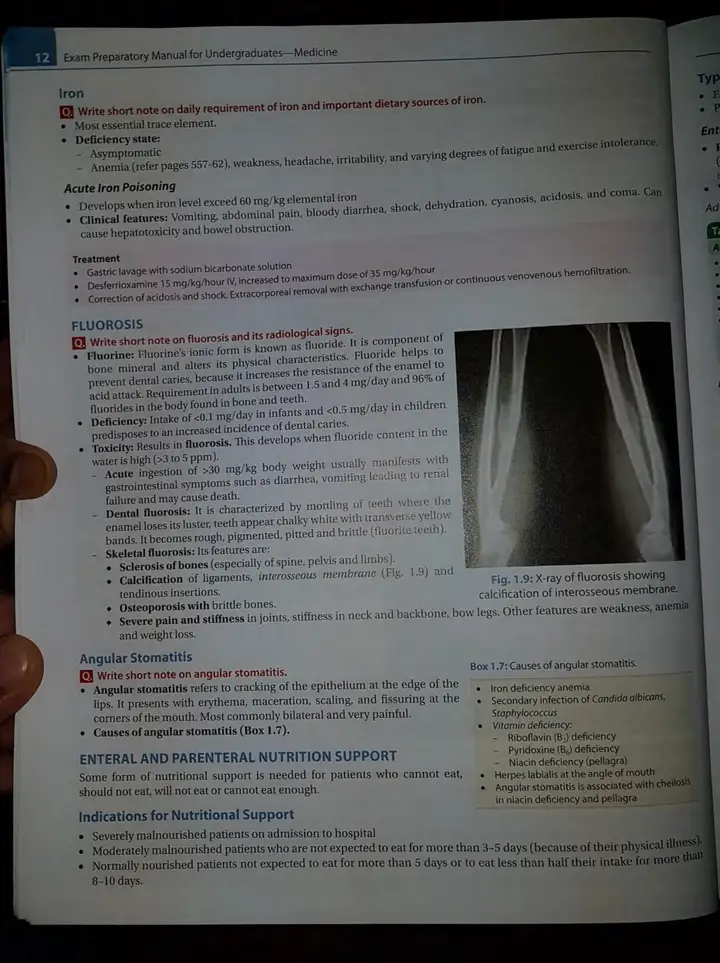 12 Exam Preparatory Manual for Undergraduates—Medicine
Iron
Q. Write short note on daily requirement of iron and important dietary sources of iron.
• Most essential trace element.
• Deficiency state:
– Asymptomatic
– Anemia (refer pages 557-62), weakness, headache, irritability, and varying degrees of fatigue and exercise intolerance.
Acute Iron Poisoning
• Develops when iron level exceed 60 mg/kg elemental iron
• Clinical features: Vomiting, abdominal pain, bloody diarrhea, shock, dehydration, cyanosis, acidosis, and coma. Can
cause hepatotoxicity and bowel obstruction.
Treatment
• Gastric lavage with sodium bicarbonate solution
• Desferrioxamine 15 mg/kg/hour IV, increased to maximum dose of 35 mg/kg/hour
• Correction of acidosis and shock. Extracorporeal removal with exchange transfusion or continuous venovenous hemofiltration.
FLUOROSIS
Q. Write short note on fluorosis and its radiological signs.
• Fluorine: Fluorine's ionic form is known as fluoride. It is component of
bone mineral and alters its physical characteristics. Fluoride helps to
prevent dental caries, because it increases the resistance of the enamel to
acid attack. Requirement in adults is between 1.5 and 4 mg/day and 96% of
fluorides in the body found in bone and teeth.
• Deficiency: Intake of <0.1 mg/day in infants and <0.5 mg/day in children
predisposes to an increased incidence of dental caries.
• Toxicity: Results in fluorosis. This develops when fluoride content in the
water is high (>3 to 5 ppm).
– Acute ingestion of >30 mg/kg body weight usually manifests with
gastrointestinal symptoms such as diarrhea, vomiting leading to renal
failure and may cause death.
– Dental fluorosis: It is characterized by mottling of teeth where the
enamel loses its luster, teeth appear chalky white with transverse yellow
bands. It becomes rough, pigmented, pitted and brittle (fluorite teeth).
– Skeletal fluorosis: Its features are:
◆ Sclerosis of bones (especially of spine, pelvis and limbs).
◆ Calcification of ligaments, interosseous membrane (Fig. 1.9) and
tendinous insertions.
◆ Osteoporosis with brittle bones.
◆ Severe pain and stiffness in joints, stiffness in neck and backbone, bow legs. Other features are weakness, anemia
and weight loss.
Fig. 1.9: X-ray of fluorosis showing
calcification of interosseous membrane.
Angular Stomatitis
Q. Write short note on angular stomatitis.
• Angular stomatitis refers to cracking of the epithelium at the edge of the
lips. It presents with erythema, maceration, scaling, and fissuring at the
corners of the mouth. Most commonly bilateral and very painful.
• Causes of angular stomatitis (Box 1.7).
Box 1.7: Causes of angular stomatitis.
• Iron deficiency anemia
• Secondary infection of Candida albicans,
Staphylococcus
• Vitamin deficiency:
– Riboflavin (B2) deficiency
– Pyridoxine (B6) deficiency
– Niacin deficiency (pellagra)
• Herpes labialis at the angle of mouth
• Angular stomatitis is associated with cheilosis
in niacin deficiency and pellagra
ENTERAL AND PARENTERAL NUTRITION SUPPORT
Some form of nutritional support is needed for patients who cannot eat,
should not eat, will not eat or cannot eat enough.
Indications for Nutritional Support
• Severely malnourished patients on admission to hospital
• Moderately malnourished patients who are not expected to eat for more than 3–5 days (because of their physical illness).
• Normally nourished patients not expected to eat for more than 5 days or to eat less than half their intake for more than
8–10 days.
Typ
Ent
Ad